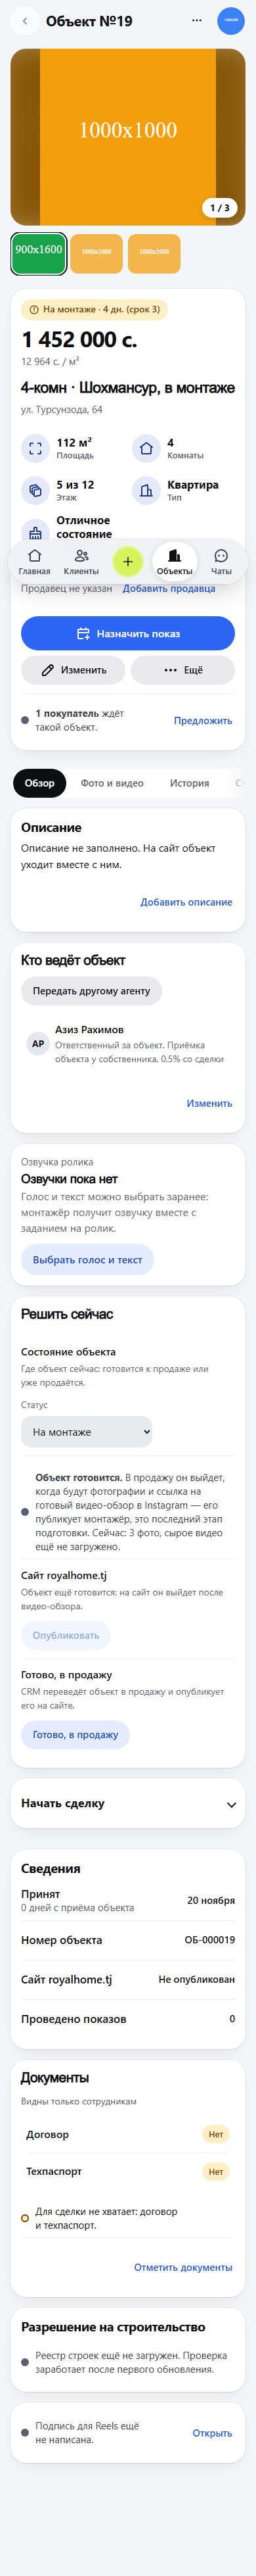 Объект №19
1000x1000
1 / 3
900x1600
1000x1000
1000x1000
На монтаже · 4 дн. (срок 3)
1 452 000 с.
12 964 с. / м²
4-комн · Шохмансур, в монтаже
ул. Турсунзода, 64
112 м²
Площадь
4
Комнаты
5 из 12
Этаж
Квартира
Тип
Отличное
состояние
Главная
Клиенты
Объекты
Чаты
Продавец не указан
Добавить продавца
Назначить показ
Изменить
Ещё
1 покупатель ждёт
такой объект.
Предложить
Обзор
Фото и видео
История
Описание
Описание не заполнено. На сайт объект
уходит вместе с ним.
Добавить описание
Кто ведёт объект
Передать другому агенту
АР
Азиз Рахимов
Ответственный за объект. Приёмка
объекта у собственника, 0,5% со сделки
Изменить
Озвучка ролика
Озвучки пока нет
Голос и текст можно выбрать заранее:
монтажёр получит озвучку вместе с
заданием на ролик.
Выбрать голос и текст
Решить сейчас
Состояние объекта
Где объект сейчас: готовится к продаже или
уже продаётся.
Статус
На монтаже
Объект готовится. В продажу он выйдет,
когда будут фотографии и ссылка на
готовый видео-обзор в Instagram — его
публикует монтажёр, это последний этап
подготовки. Сейчас: 3 фото, сырое видео
ещё не загружено.
Сайт royalhome.tj
Объект ещё готовится: на сайт он выйдет после
видео-обзора.
Опубликовать
Готово, в продажу
CRM переведёт объект в продажу и опубликует
его на сайте.
Готово, в продажу
Начать сделку
Сведения
Принят
0 дней с приёма объекта
20 ноября
Номер объекта
ОБ-000019
Сайт royalhome.tj
Не опубликован
Проведено показов
0
Документы
Видны только сотрудникам
Договор
Нет
Техпаспорт
Нет
Для сделки не хватает: договор
и техпаспорт.
Отметить документы
Разрешение на строительство
Реестр строек ещё не загружен. Проверка
заработает после первого обновления.
Подпись для Reels ещё
не написана.
Открыть